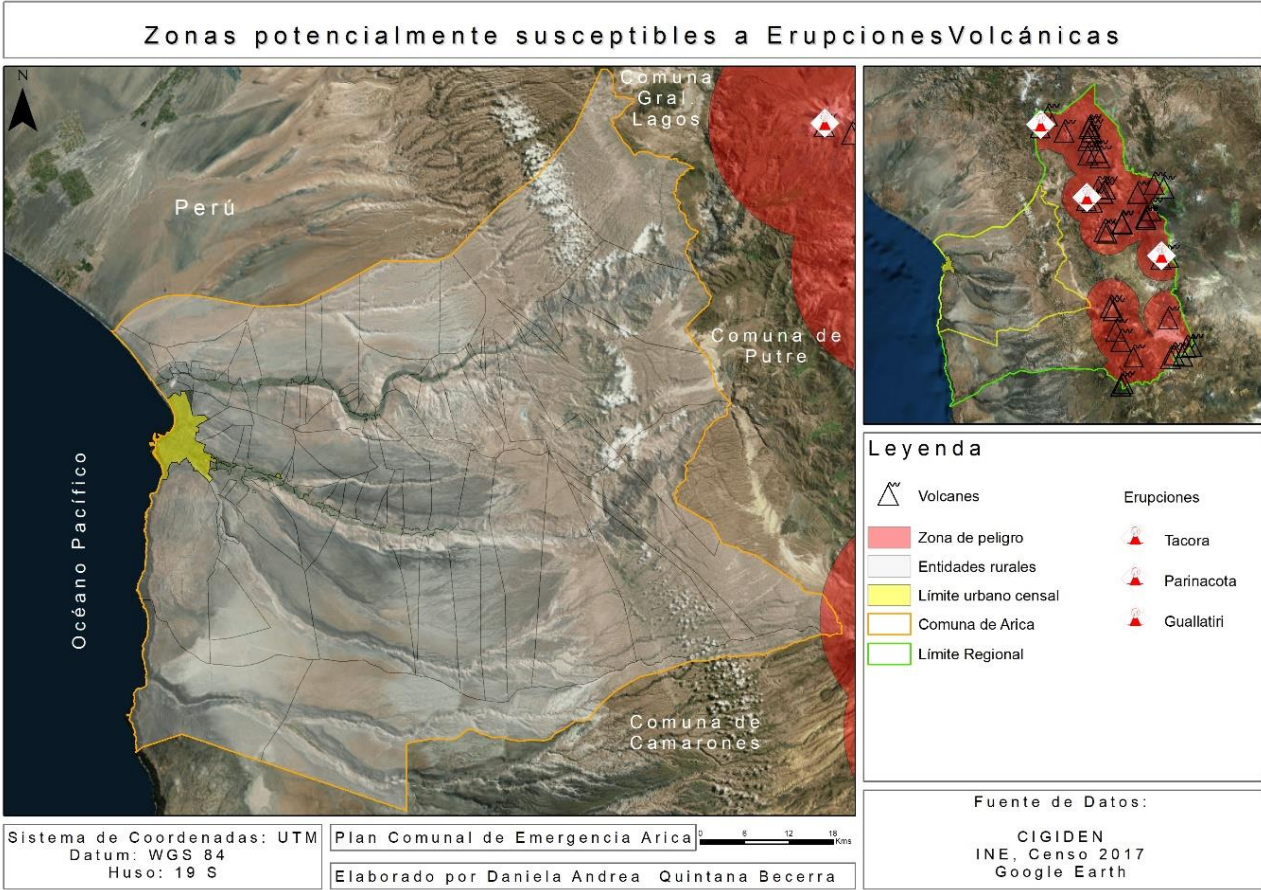 Zonas potencialmente susceptibles a ErupcionesVolcánicas
N
Comuna
Gral.
Lagos
Perú
Comuna de
Putre
Océano Pacífico
Comuna de
Camarones
Leyenda
Volcanes
Zona de peligro
Entidades rurales
Límite urbano censal
Comuna de Arica
Límite Regional
Erupciones
Tacora
Parinacota
Guallatiri
Sistema de Coordenadas: UTM
Datum: WGS 84
Huso: 19 S
Plan Comunal de Emergencia Arica
0 6 12 18
Kms
Elaborado por Daniela Andrea Quintana Becerra
Fuente de Datos:
CIGIDEN
INE, Censo 2017
Google Earth